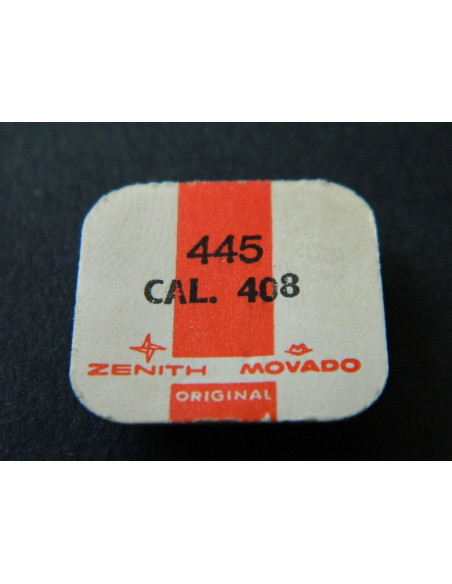 445
CAL. 408
ZENITH MOVADO
ORIGINAL